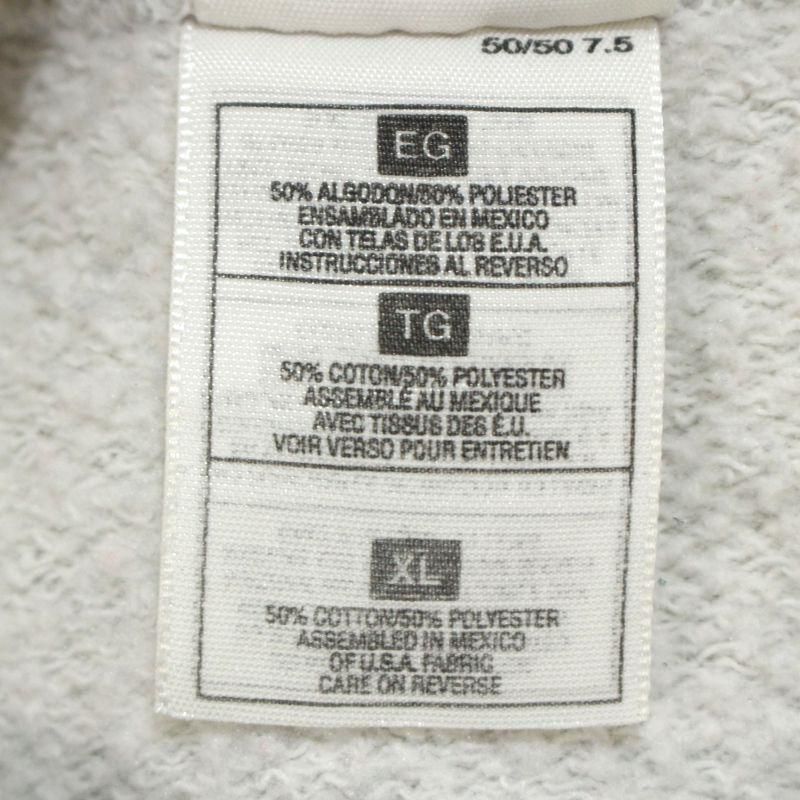 50/50 7.5
EG
50% ALGODON/50% POLIESTER
ENSAMBLADO EN MEXICO
CON TELAS DE LOS E.U.A.
INSTRUCCIONES AL REVERSO
TG
50% COTON/50% POLYESTER
ASSEMBLÉ AU MEXIQUE
AVEC TISSUS DES É.U.
VOIR VERSO POUR ENTRETIEN
XL
50% COTTON/50% POLYESTER
ASSEMBLED IN MEXICO
OF U.S.A. FABRIC
CARE ON REVERSE